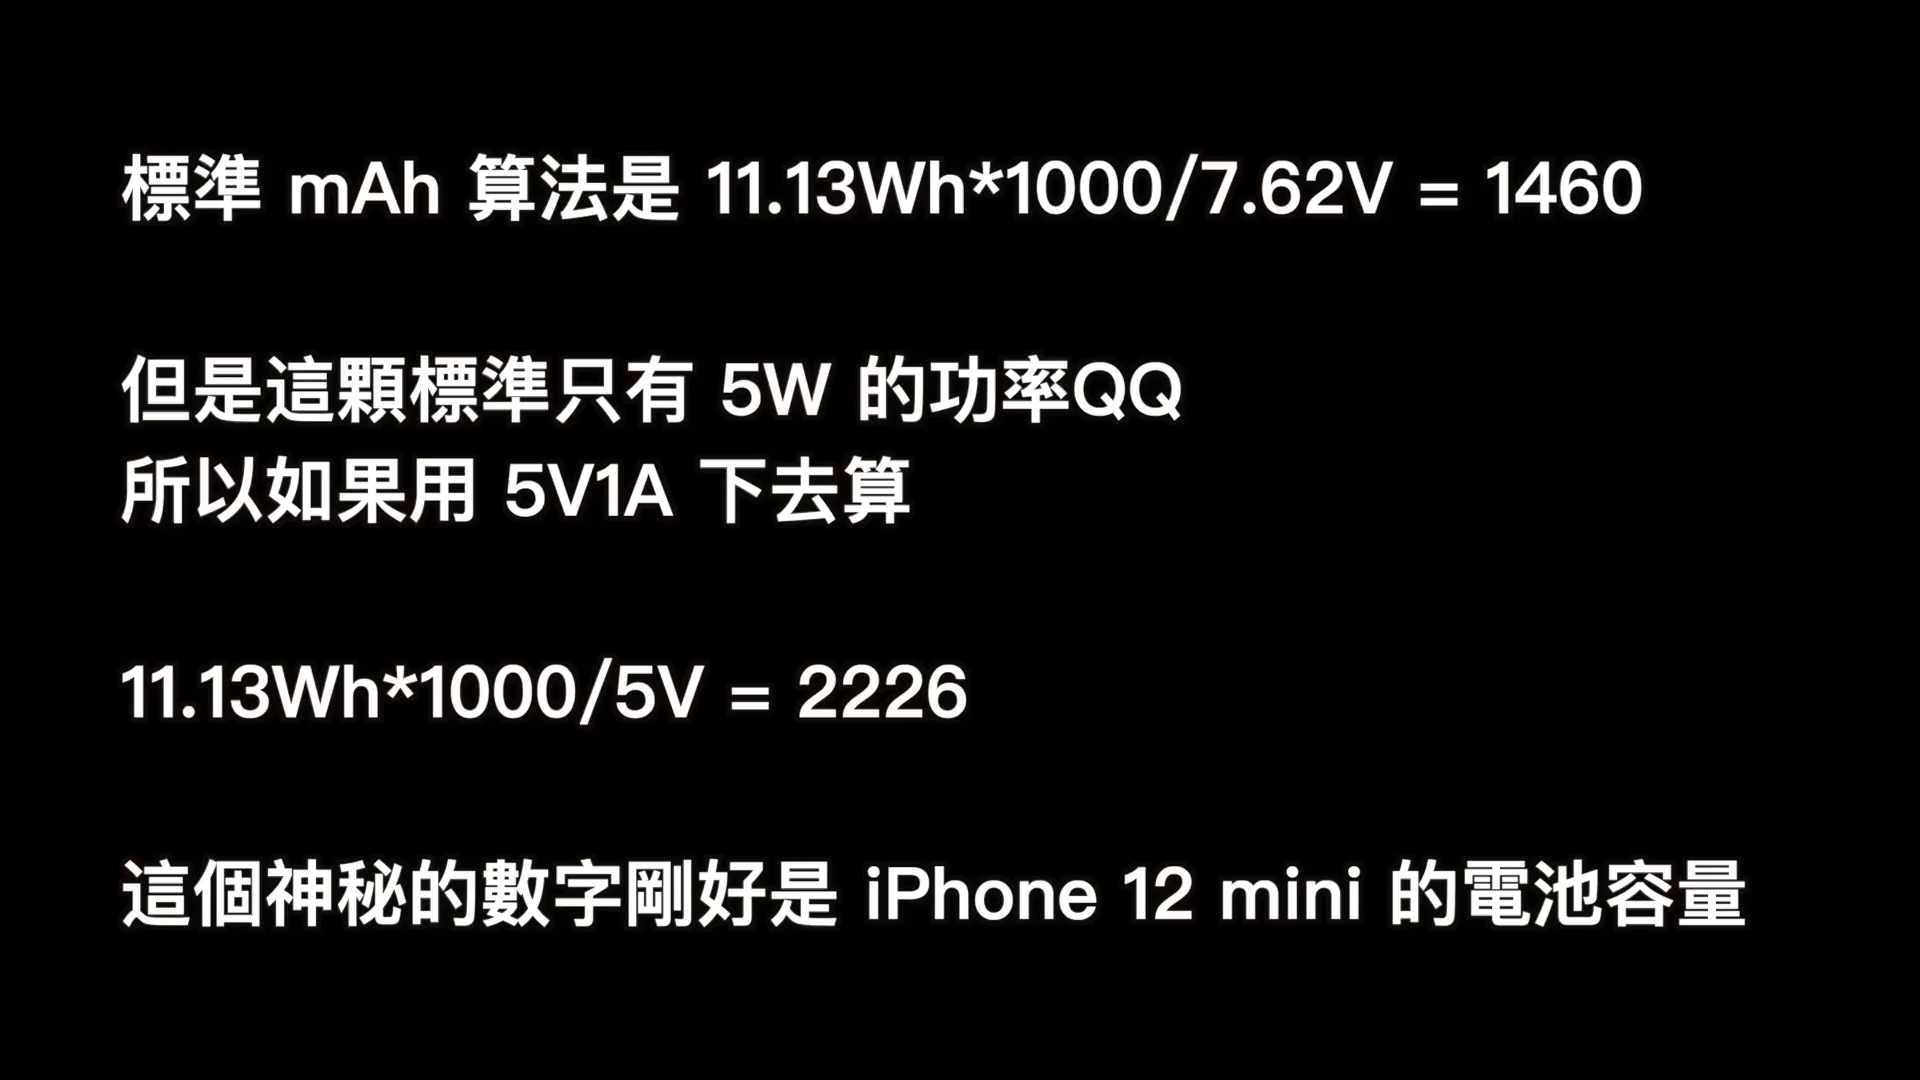 標準 mAh 算法是 11.13Wh*1000/7.62V = 1460
但是這顆標準只有 5W 的功率QQ
所以如果用 5V1A 下去算
11.13Wh*1000/5V = 2226
這個神秘的數字剛好是 iPhone 12 mini 的電池容量